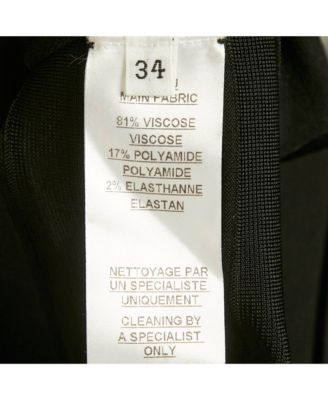 34
MAIN FABRIC
81% VISCOSE
VISCOSE
17% POLYAMIDE
POLYAMIDE
2% ELASTHANNE
ELASTAN
NETTOYAGE PAR
UN SPECIALISTE
UNIQUEMENT
CLEANING BY
A SPECIALIST
ONLY